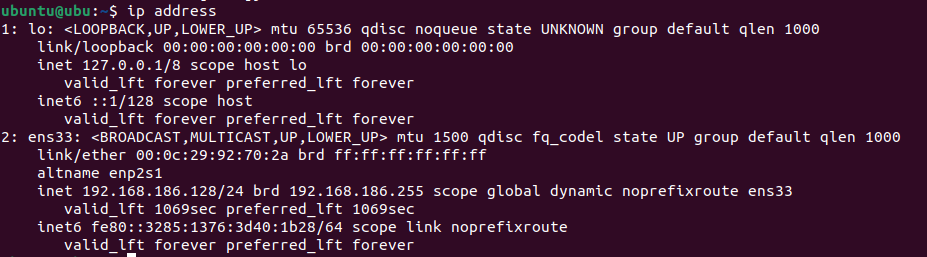 ubuntu@ubu:~$ ip address
1: lo: <LOOPBACK,UP,LOWER_UP> mtu 65536 qdisc noqueue state UNKNOWN group default qlen 1000
    link/loopback 00:00:00:00:00:00 brd 00:00:00:00:00:00
    inet 127.0.0.1/8 scope host lo
       valid_lft forever preferred_lft forever
    inet6 ::1/128 scope host
       valid_lft forever preferred_lft forever
2: ens33: <BROADCAST,MULTICAST,UP,LOWER_UP> mtu 1500 qdisc fq_codel state UP group default qlen 1000
    link/ether 00:0c:29:92:70:2a brd ff:ff:ff:ff:ff:ff
    altname enp2s1
    inet 192.168.186.128/24 brd 192.168.186.255 scope global dynamic noprefixroute ens33
       valid_lft 1069sec preferred_lft 1069sec
    inet6 fe80::3285:1376:3d40:1b28/64 scope link noprefixroute
       valid_lft forever preferred_lft forever